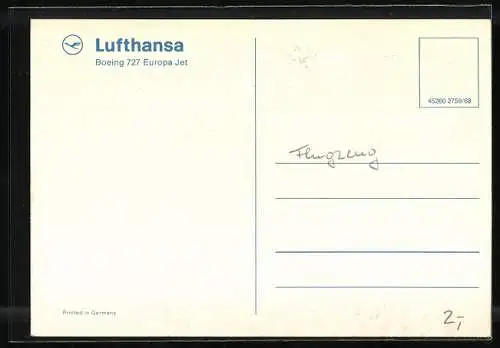 Lufthansa
Boeing 727 Europa Jet
45260 2759/68
Flugzeug
Printed in Germany
2,-